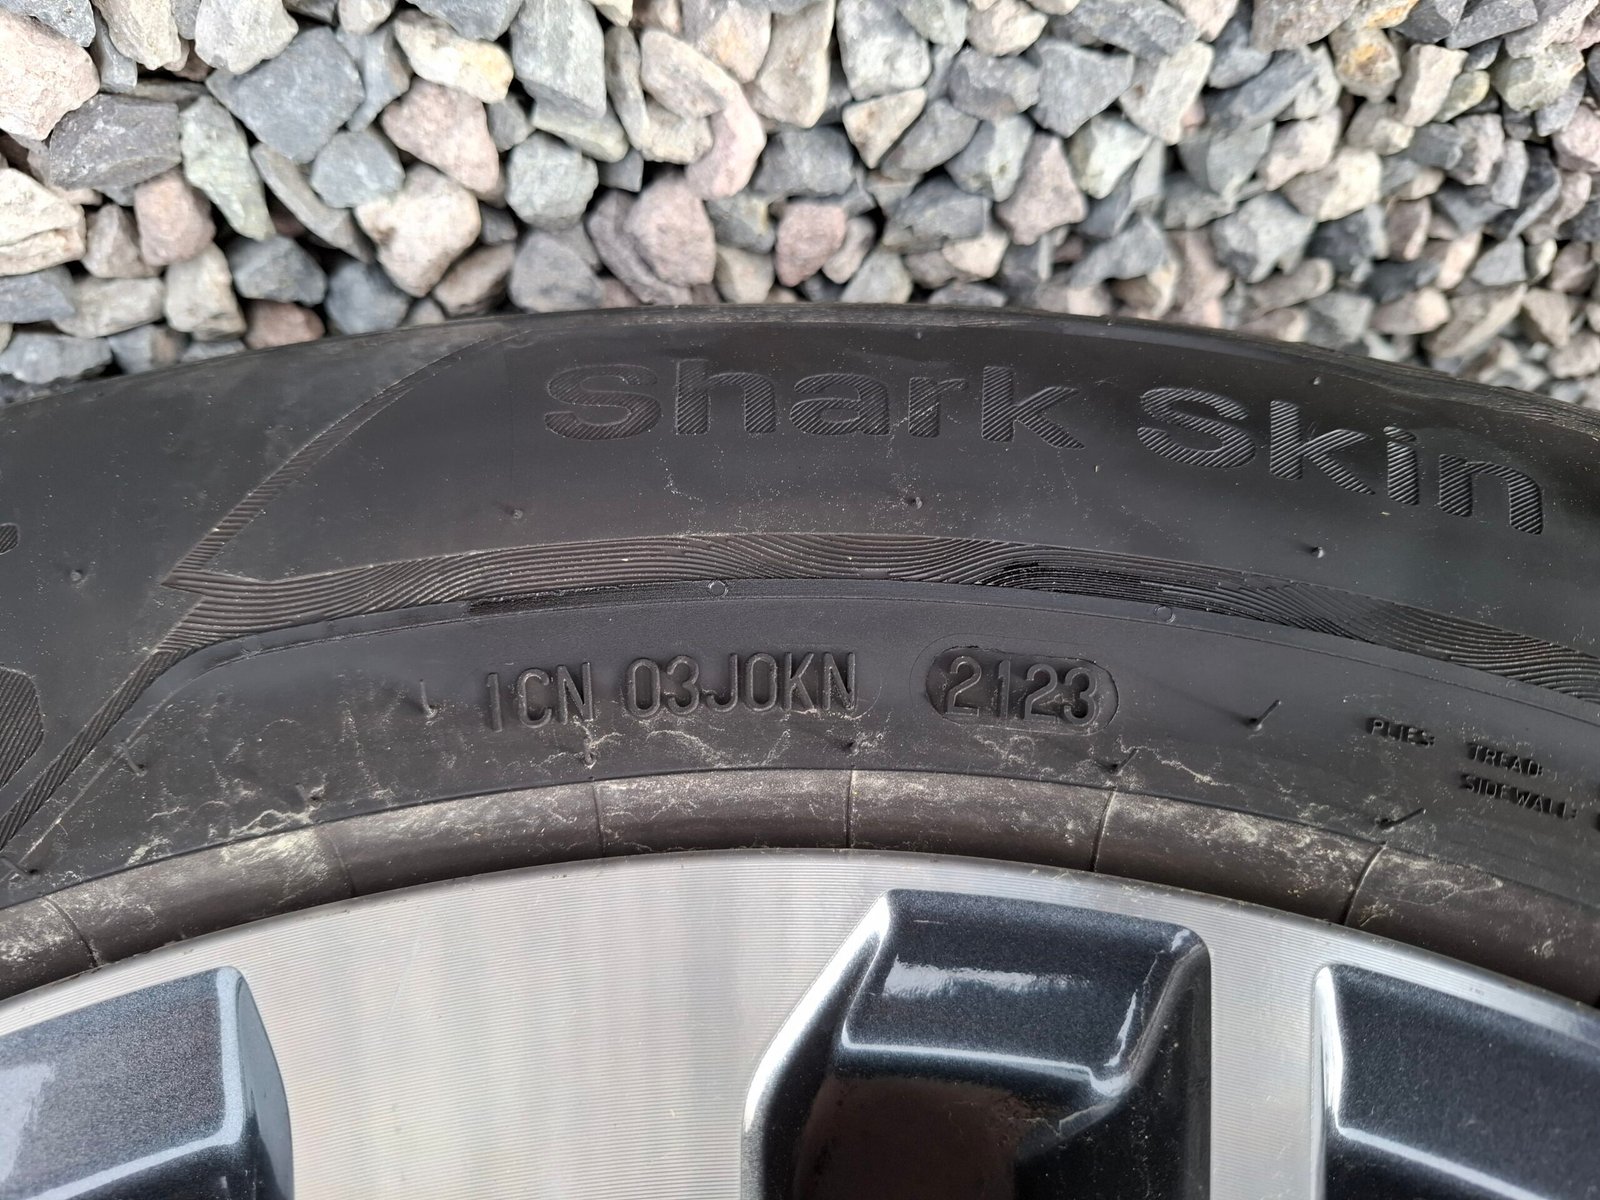 Shark Skin
1CN 03J0KN 2123
PLIES TREAD:
SIDEWALL: